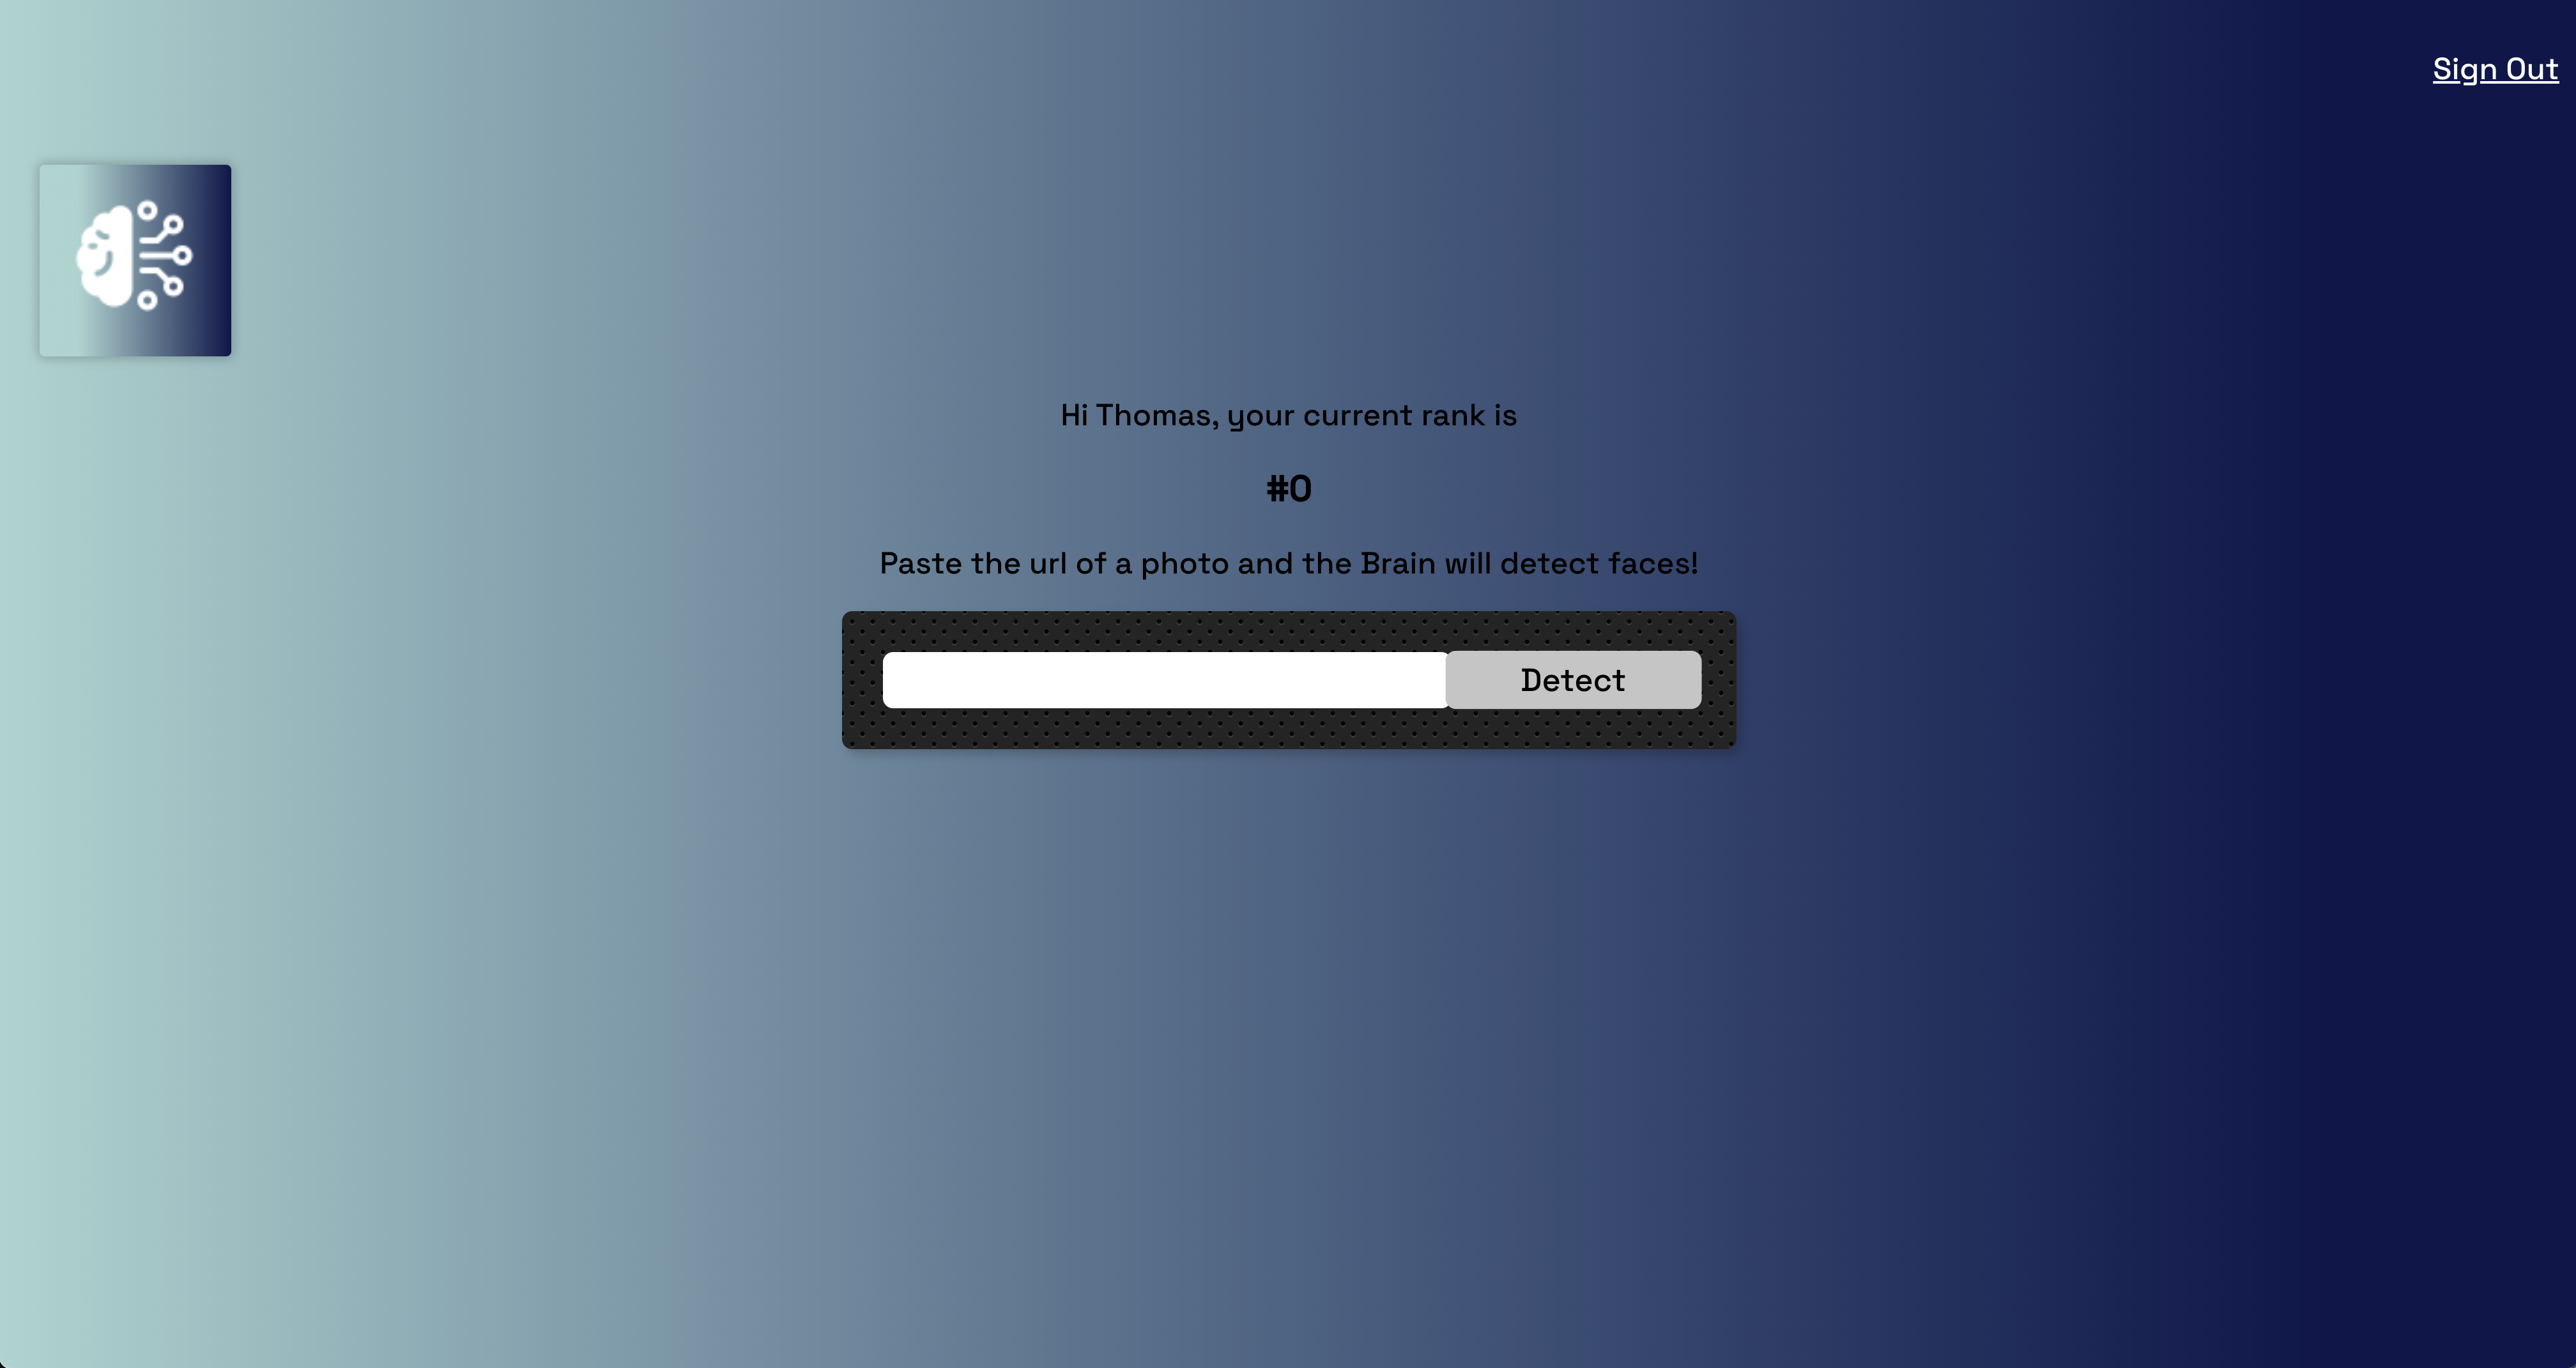 Sign Out
Hi Thomas, your current rank is
#0
Paste the url of a photo and the Brain will detect faces!
Detect